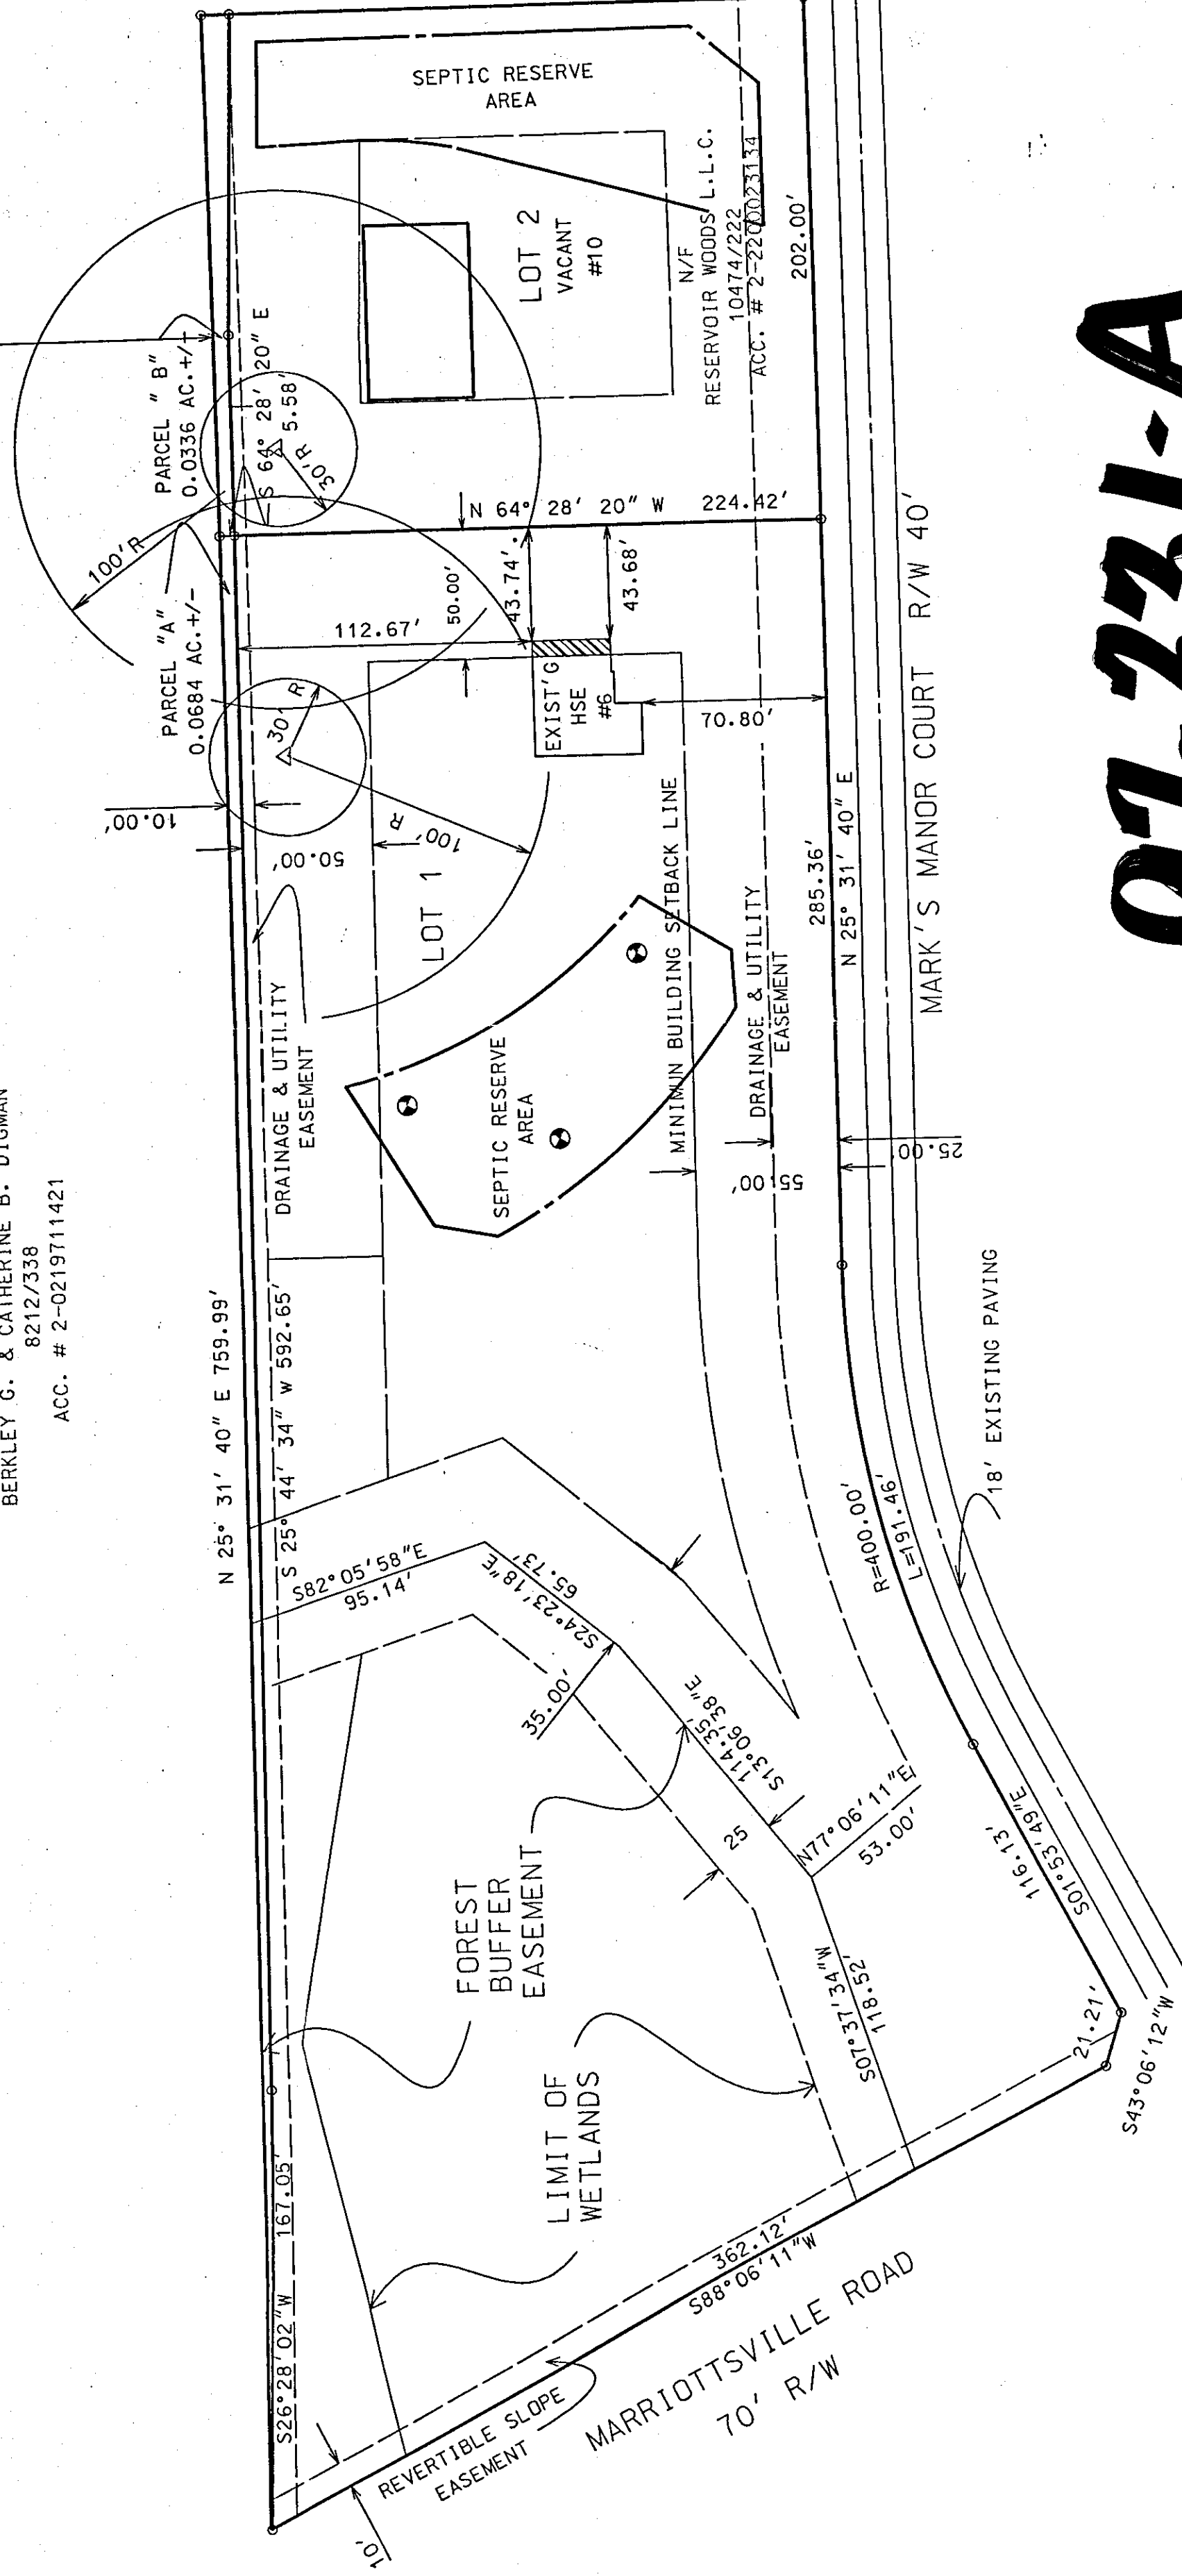 SEPTIC RESERVE
AREA
LOT 2
VACANT
#10
N/F
RESERVOIR WOODS L.L.C.
10474/222
ACC. # 2-2200023134
202.00'
PARCEL "B"
0.0336 AC.+/-
S 64° 28' 20" E
5.58'
30'R
100'R
PARCEL "A"
0.0684 AC.+/-
N 64° 28' 20" W 224.42'
112.67'
50.00'
43.74'
43.68'
EXIST'G
HSE
#6
70.80'
30' R
100' R
10.00'
50.00'
LOT 1
DRAINAGE & UTILITY
EASEMENT
SEPTIC RESERVE
AREA
MINIMUN BUILDING SETBACK LINE
DRAINAGE & UTILITY
EASEMENT
285.36'
N 25° 31' 40" E
MARK'S MANOR COURT R/W 40'
55.00'
25.00'
BERKLEY G. & CATHERINE B. DIGMAN
8212/338
ACC. # 2-0219711421
N 25° 31' 40" E 759.99'
S 25° 44' 34" W 592.65'
18' EXISTING PAVING
R=400.00'
L=191.46'
S82°05'58"E
95.14'
S24°23'18"E
65.73'
35.00'
114.35'
S13°06'38"E
25
N77°06'11"E
53.00'
116.13'
S01°53'49"E
FOREST
BUFFER
EASEMENT
LIMIT OF
WETLANDS
S07°37'34"W
118.52'
21.21'
S43°06'12"W
S26°28'02"W 167.05'
362.12'
S88°06'11"W
REVERTIBLE SLOPE
EASEMENT
10'
MARRIOTTSVILLE ROAD
70' R/W
07-231-A